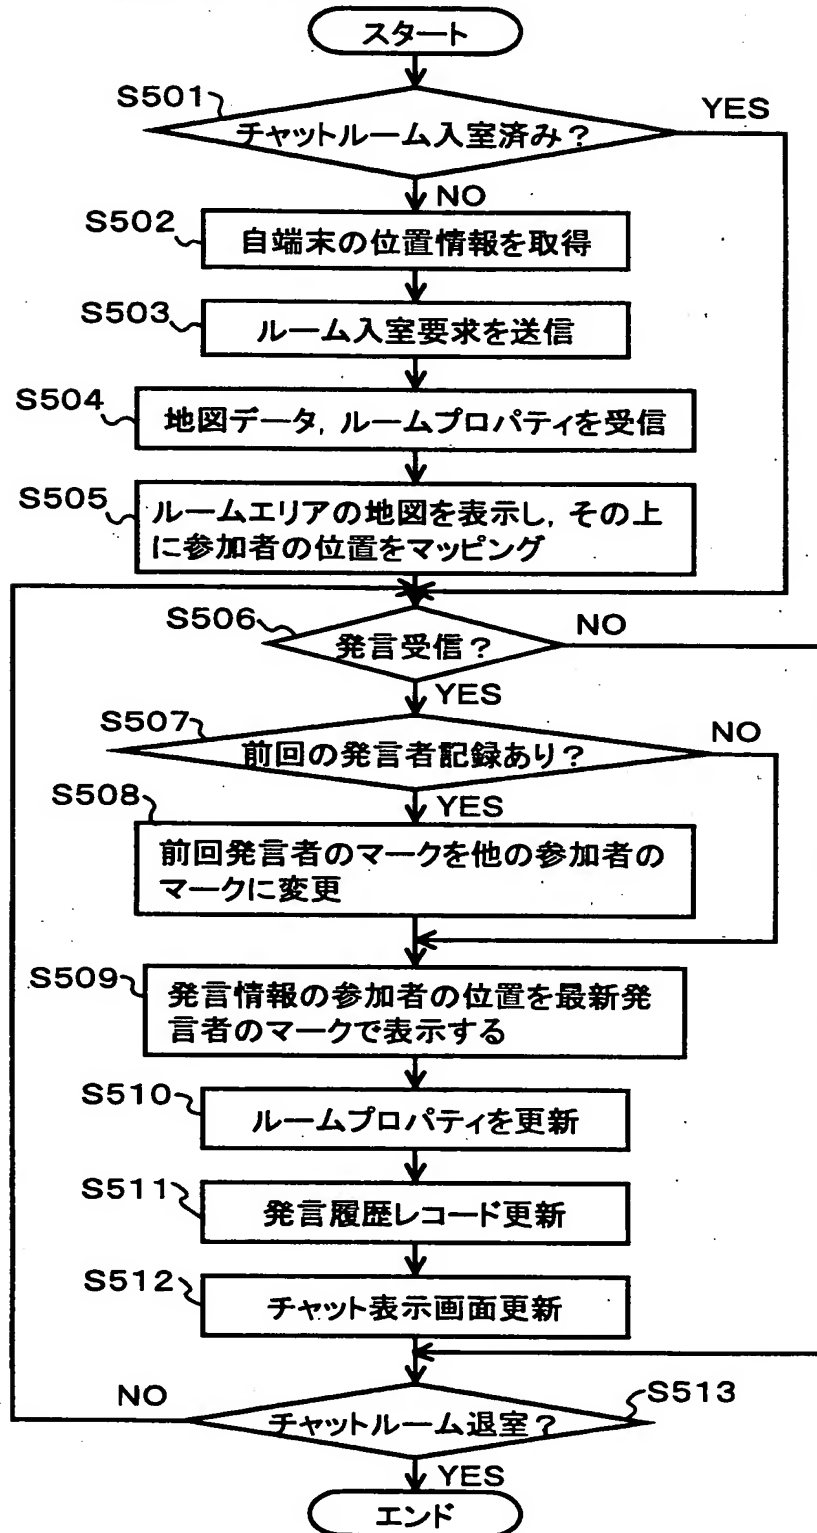 スタート
S501
チャットルーム入室済み?
YES
NO
S502
自端末の位置情報を取得
S503
ルーム入室要求を送信
S504
地図データ,ルームプロパティを受信
S505
ルームエリアの地図を表示し,その上
に参加者の位置をマッピング
S506
発言受信?
NO
YES
S507
前回の発言者記録あり?
NO
YES
S508
前回発言者のマークを他の参加者の
マークに変更
S509
発言情報の参加者の位置を最新発
言者のマークで表示する
S510
ルームプロパティを更新
S511
発言履歴レコード更新
S512
チャット表示画面更新
NO
S513
チャットルーム退室?
YES
エンド